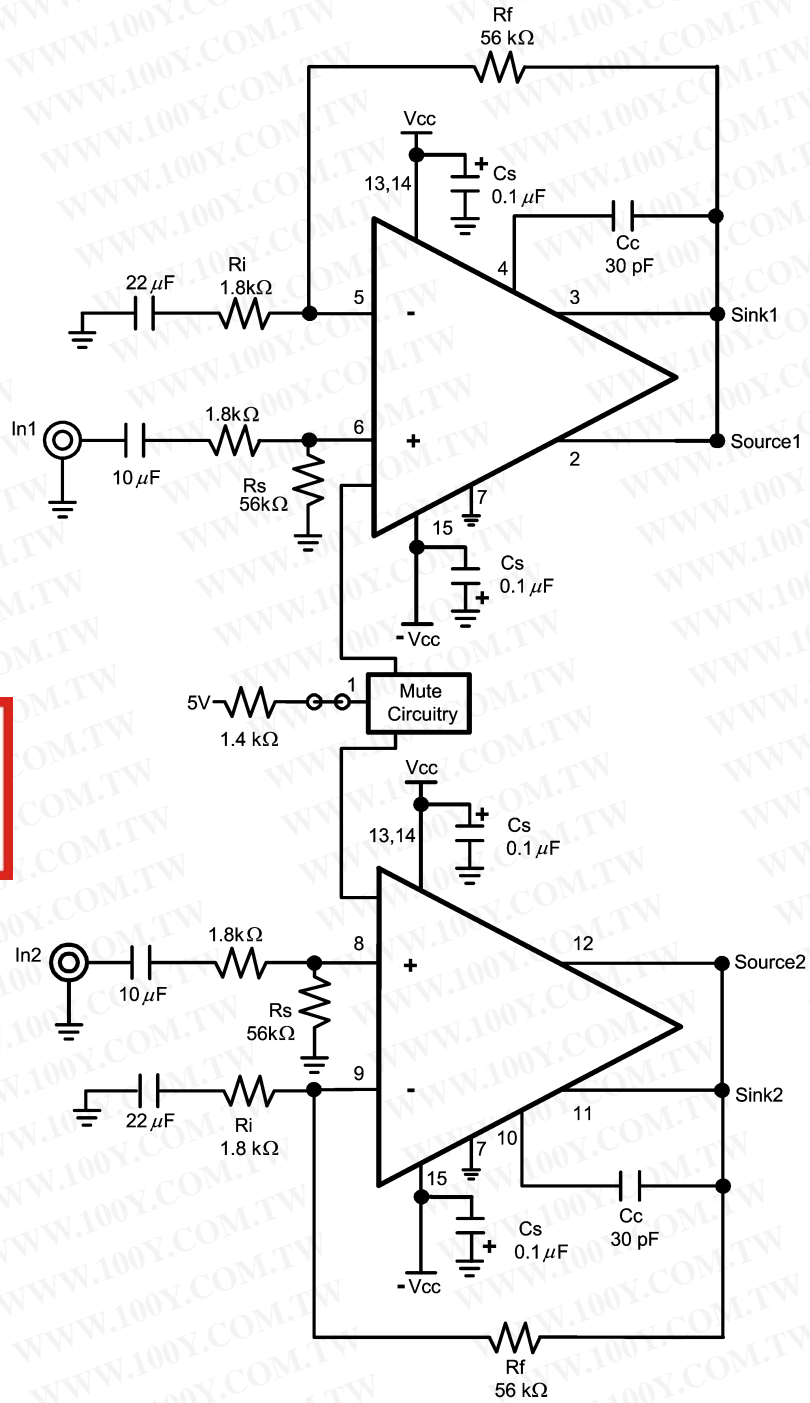 Rf
56 kΩ
Vcc
13,14
+
Cs
0.1 μF
Cc
30 pF
4
3
22 μF
Ri
1.8kΩ
5
-
Sink1
In1
1.8kΩ
6
+
Source1
2
10 μF
Rs
56kΩ
7
15
Cs
0.1 μF
+
- Vcc
5V
1
Mute
Circuitry
1.4 kΩ
Vcc
13,14
+
Cs
0.1 μF
1.8kΩ
8
12
In2
+
Source2
10 μF
Rs
56kΩ
9
-
11
Sink2
22 μF
Ri
1.8 kΩ
10
7
15
Cc
30 pF
Cs
0.1 μF
+
- Vcc
Rf
56 kΩ
WWW.100Y.COM.TW